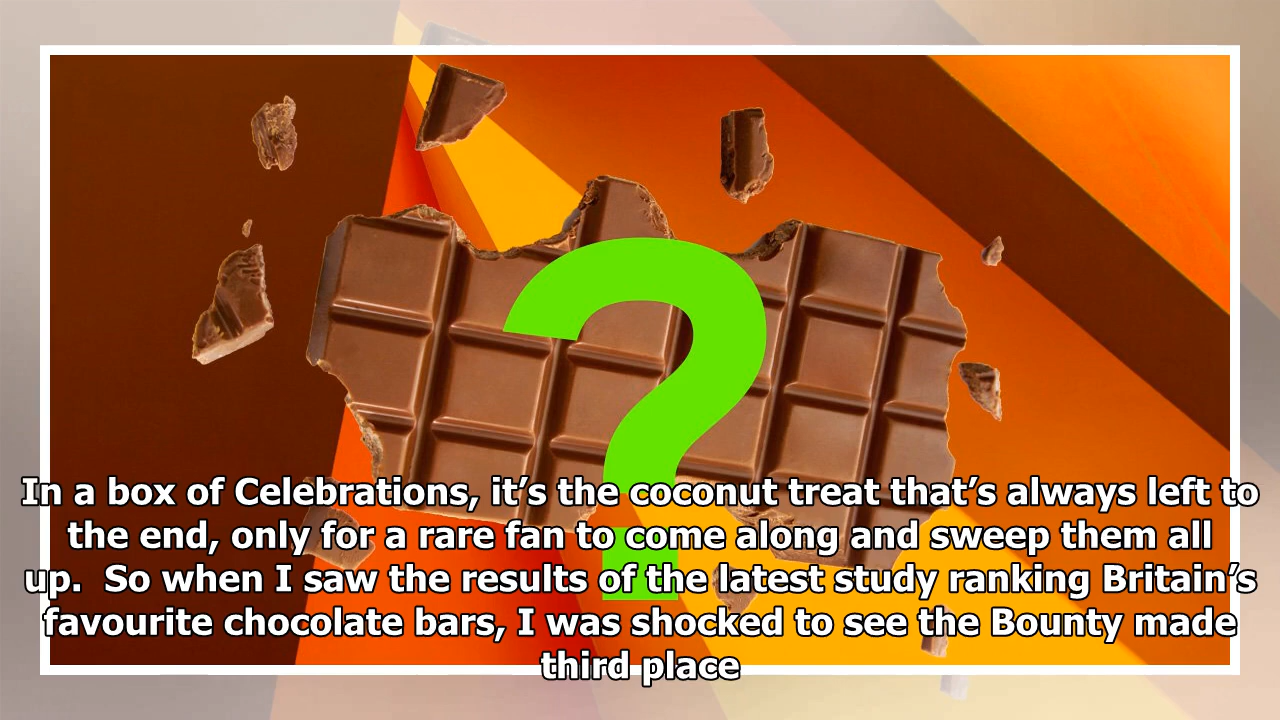 In a box of Celebrations, it’s the coconut treat that’s always left to
the end, only for a rare fan to come along and sweep them all
up.  So when I saw the results of the latest study ranking Britain’s
favourite chocolate bars, I was shocked to see the Bounty made
third place
?